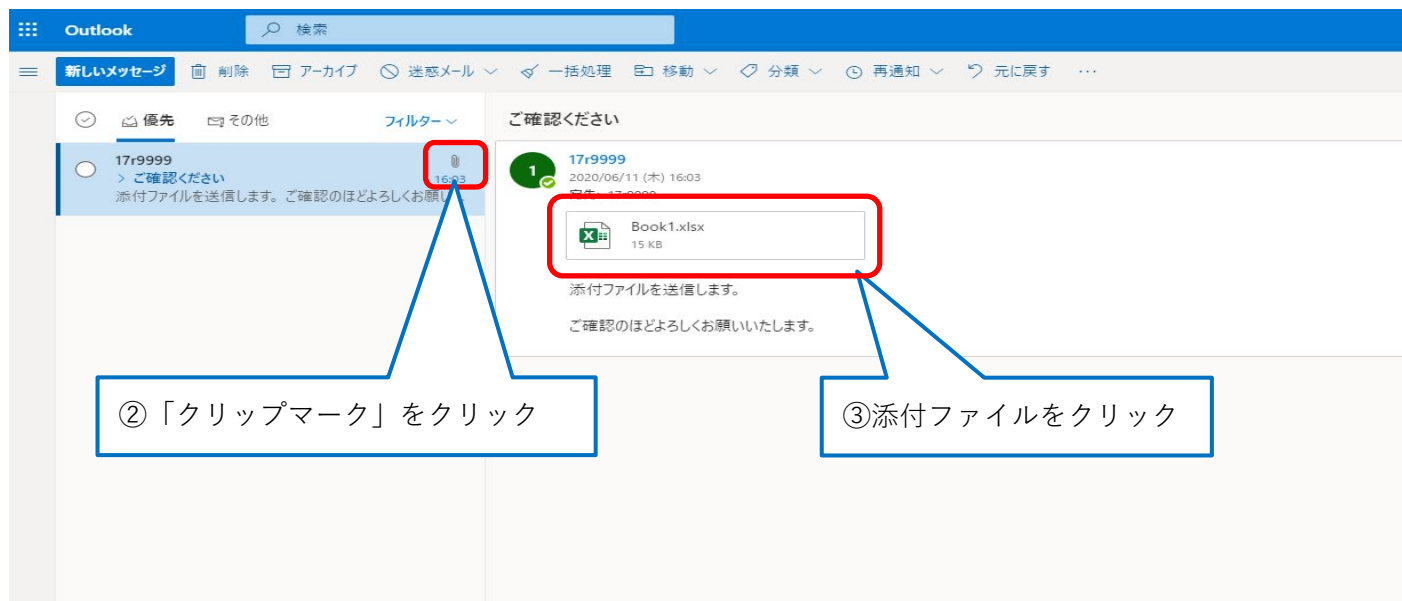 Outlook
検索
新しいメッセージ 削除 アーカイブ 迷惑メール 一括処理 移動 分類 再通知 元に戻す …
優先 その他 フィルター
17r9999
> ご確認ください 16:03
添付ファイルを送信します。ご確認のほどよろしくお願い
ご確認ください
1
17r9999
2020/06/11 (木) 16:03
宛先: 17r9999
Book1.xlsx
15 KB
添付ファイルを送信します。
ご確認のほどよろしくお願いいたします。
②「クリップマーク」をクリック
③添付ファイルをクリック